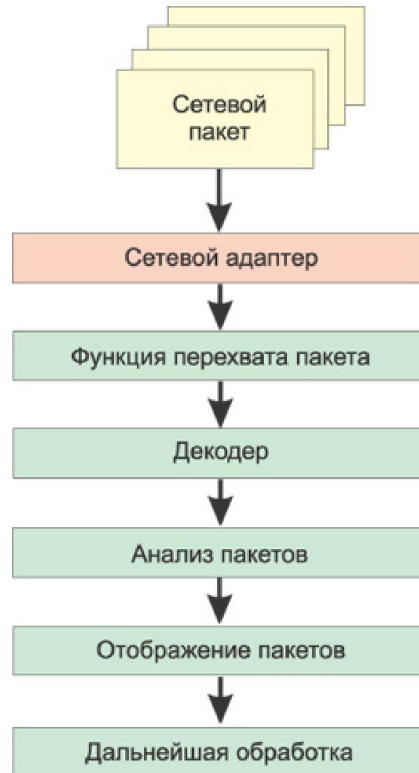 Сетевой
пакет
Сетевой адаптер
Функция перехвата пакета
Декодер
Анализ пакетов
Отображение пакетов
Дальнейшая обработка